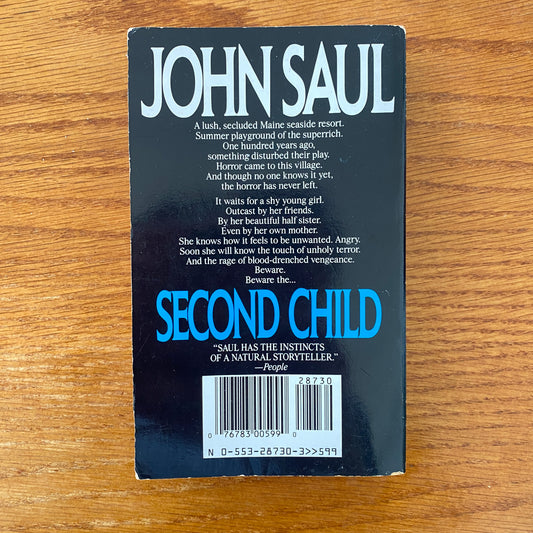 JOHN SAUL
A lush, secluded Maine seaside resort.
Summer playground of the superrich.
One hundred years ago,
something disturbed their play.
Horror came to this village.
And though no one knows it yet,
the horror has never left.
It waits for a shy young girl.
Outcast by her friends.
By her beautiful half sister.
Even by her own mother.
She knows how it feels to be unwanted. Angry.
Soon she will know the touch of unholy terror.
And the rage of blood-drenched vengeance.
Beware.
Beware the...
SECOND CHILD
“SAUL HAS THE INSTINCTS
OF A NATURAL STORYTELLER.”
—People
28730
0 76783 00599 0
N 0-553-28730-3>>599